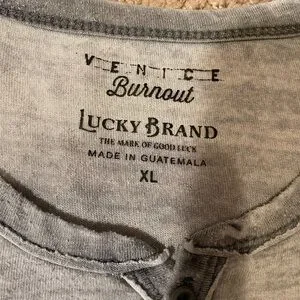 VENICE
Burnout
LUCKY BRAND
THE MARK OF GOOD LUCK
MADE IN GUATEMALA
XL